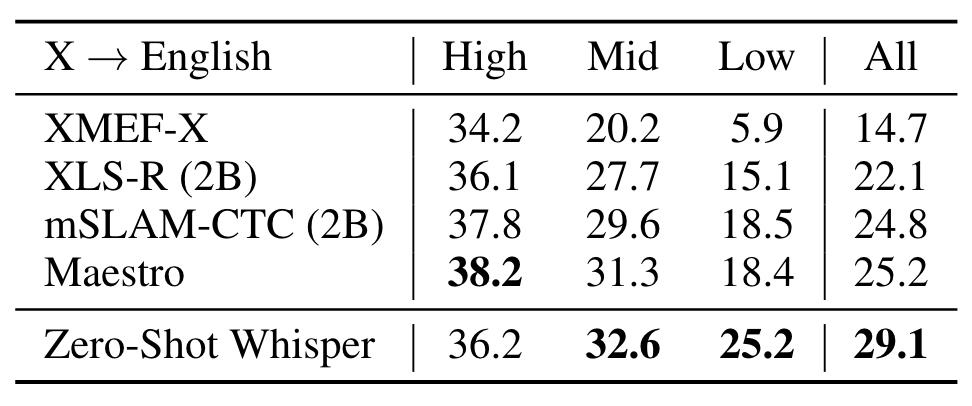 X → English High Mid Low All
XMEF-X 34.2 20.2 5.9 14.7
XLS-R (2B) 36.1 27.7 15.1 22.1
mSLAM-CTC (2B) 37.8 29.6 18.5 24.8
Maestro 38.2 31.3 18.4 25.2
Zero-Shot Whisper 36.2 32.6 25.2 29.1